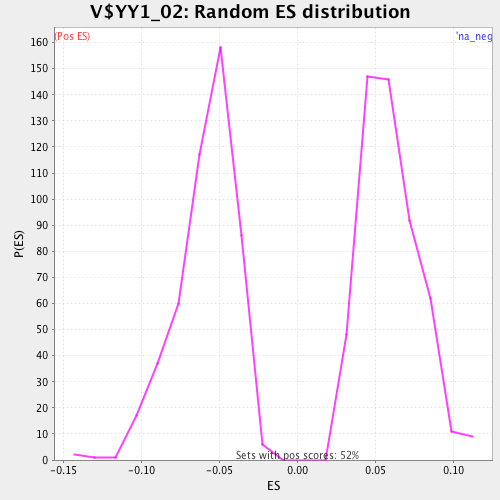 V$YY1_02: Random ES distribution
(Pos ES)
'na_neg
160
150
140
130
120
110
100
90
80
70
60
50
40
30
20
10
0
P(ES)
Sets with pos scores: 52%
-0.15 -0.10 -0.05 0.00 0.05 0.10
ES